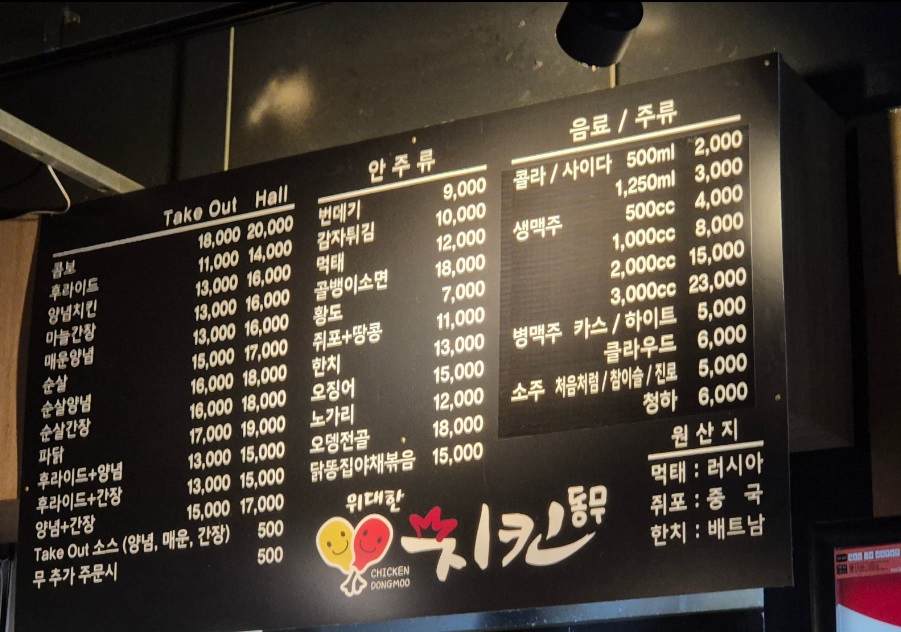 Take Out Hall
콤보 18,000 20,000
후라이드 11,000 14,000
양념치킨 13,000 16,000
마늘간장 13,000 16,000
매운양념 13,000 16,000
순살 15,000 17,000
순살양념 16,000 18,000
순살간장 16,000 18,000
파닭 17,000 19,000
후라이드+양념 13,000 15,000
후라이드+간장 13,000 15,000
양념+간장 15,000 17,000
Take Out 소스 (양념, 매운, 간장) 500
무 추가 주문시 500
안주류
번데기 9,000
감자튀김 10,000
먹태 12,000
골뱅이소면 18,000
황도 7,000
쥐포+땅콩 11,000
한치 13,000
오징어 15,000
노가리 12,000
오뎅전골 18,000
닭똥집야채볶음 15,000
음료 / 주류
콜라 / 사이다 500ml 2,000
1,250ml 3,000
생맥주 500cc 4,000
1,000cc 8,000
2,000cc 15,000
3,000cc 23,000
병맥주 카스 / 하이트 5,000
클라우드 6,000
소주 처음처럼 / 참이슬 / 진로 5,000
청하 6,000
원산지
먹태 : 러시아
쥐포 : 중 국
한치 : 배트남
위대한
치킨동무
CHICKEN
DONGMOO